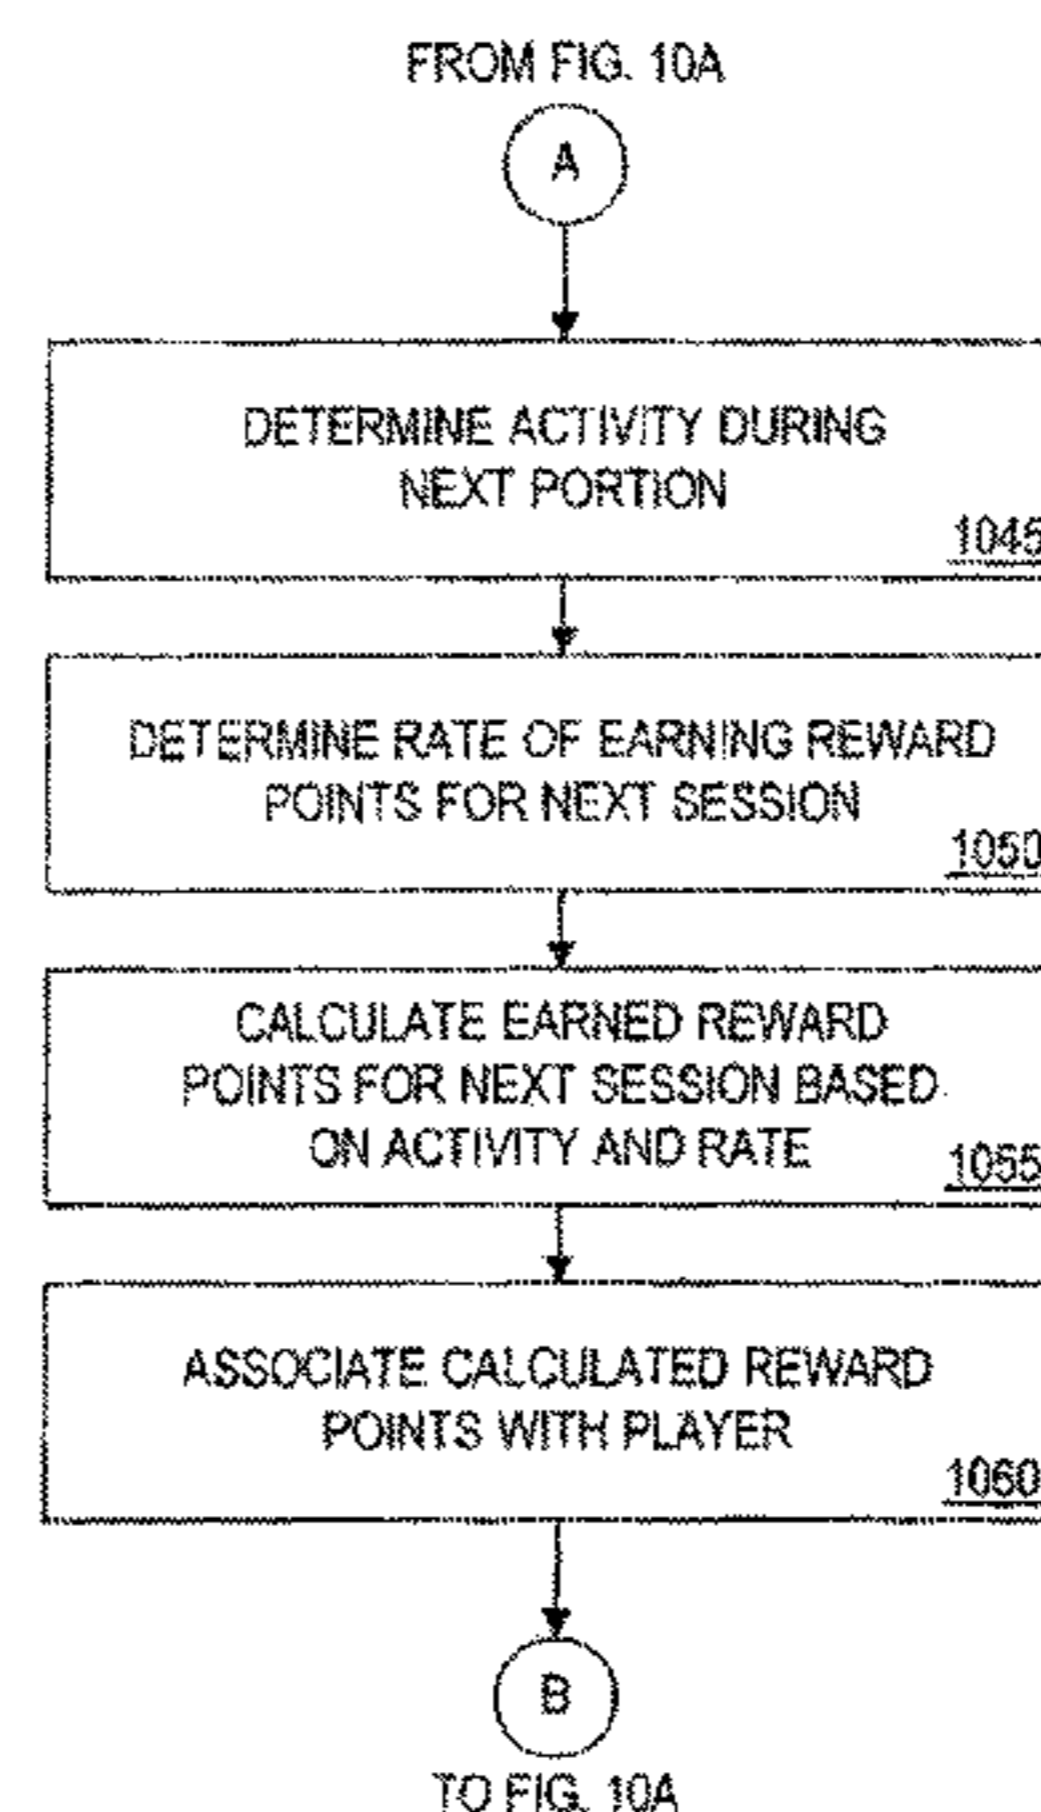 FROM FIG. 10A
A
DETERMINE ACTIVITY DURING
NEXT PORTION
1045
DETERMINE RATE OF EARNING REWARD
POINTS FOR NEXT SESSION
1050
CALCULATE EARNED REWARD
POINTS FOR NEXT SESSION BASED
ON ACTIVITY AND RATE
1055
ASSOCIATE CALCULATED REWARD
POINTS WITH PLAYER
1060
B
TO FIG. 10A